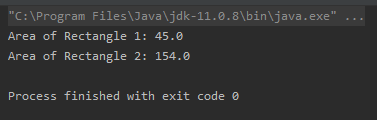 "C:\Program Files\Java\jdk-11.0.8\bin\java.exe" ...
Area of Rectangle 1: 45.0
Area of Rectangle 2: 154.0
Process finished with exit code 0